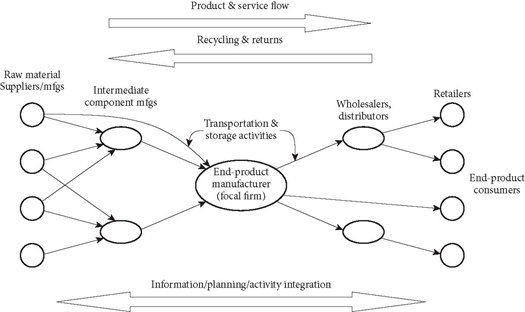 Product & service flow
Recycling & returns
Raw material
Suppliers/mfgs
Intermediate
component mfgs
Transportation &
storage activities
Wholesalers,
distributors
Retailers
End-product
manufacturer
(focal firm)
End-product
consumers
Information/planning/activity integration